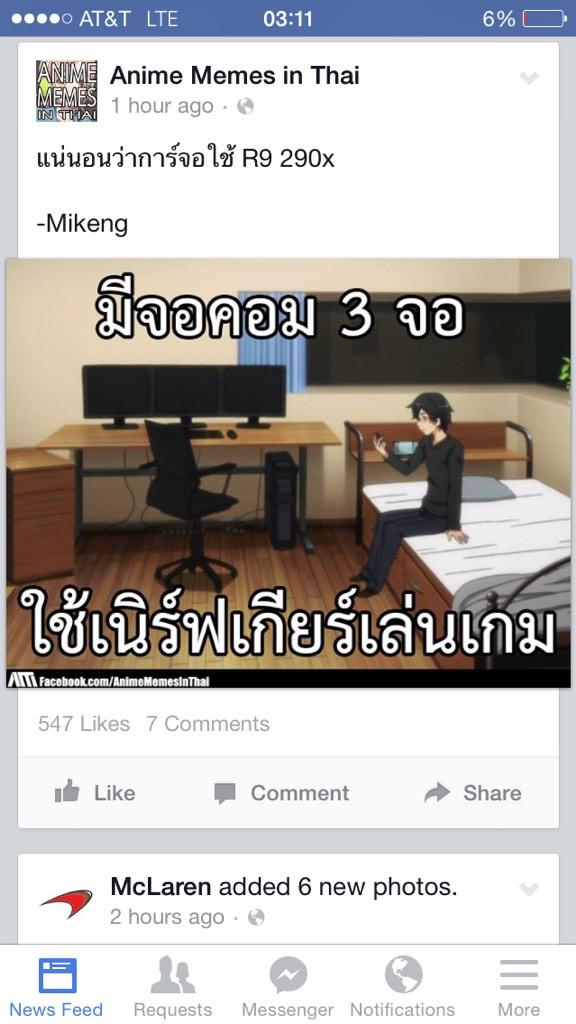 AT&T LTE 03:11 6%
ANIME MEMES IN THAI
Anime Memes in Thai
1 hour ago ·
แน่นอนว่าการ์จอใช้ R9 290x
-Mikeng
มีจอคอม 3 จอ
ใช้เนิร์ฟเกียร์เล่นเกม
AMT Facebook.com/AnimeMemesInThai
547 Likes 7 Comments
Like Comment Share
McLaren added 6 new photos.
2 hours ago ·
News Feed Requests Messenger Notifications More